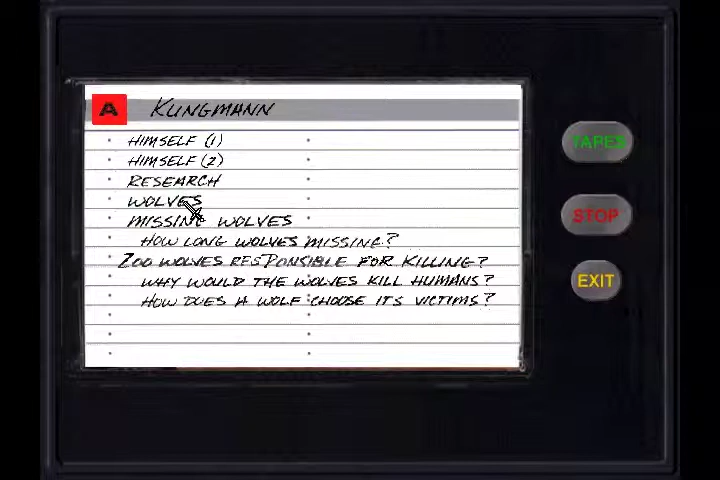 A KLINGMANN
HIMSELF (1)
HIMSELF (2)
RESEARCH
WOLVES
MISSING WOLVES
HOW LONG WOLVES MISSING?
ZOO WOLVES RESPONSIBLE FOR KILLING?
WHY WOULD THE WOLVES KILL HUMANS?
HOW DOES A WOLF CHOOSE ITS VICTIMS?
TAPES
STOP
EXIT